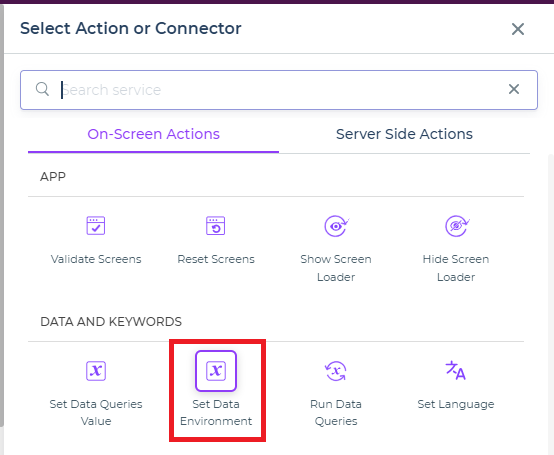 Select Action or Connector
Search service
On-Screen Actions Server Side Actions
APP
Validate Screens Reset Screens Show Screen Hide Screen
Loader Loader
DATA AND KEYWORDS
Set Data Queries Set Data Run Data Set Language
Value Environment Queries